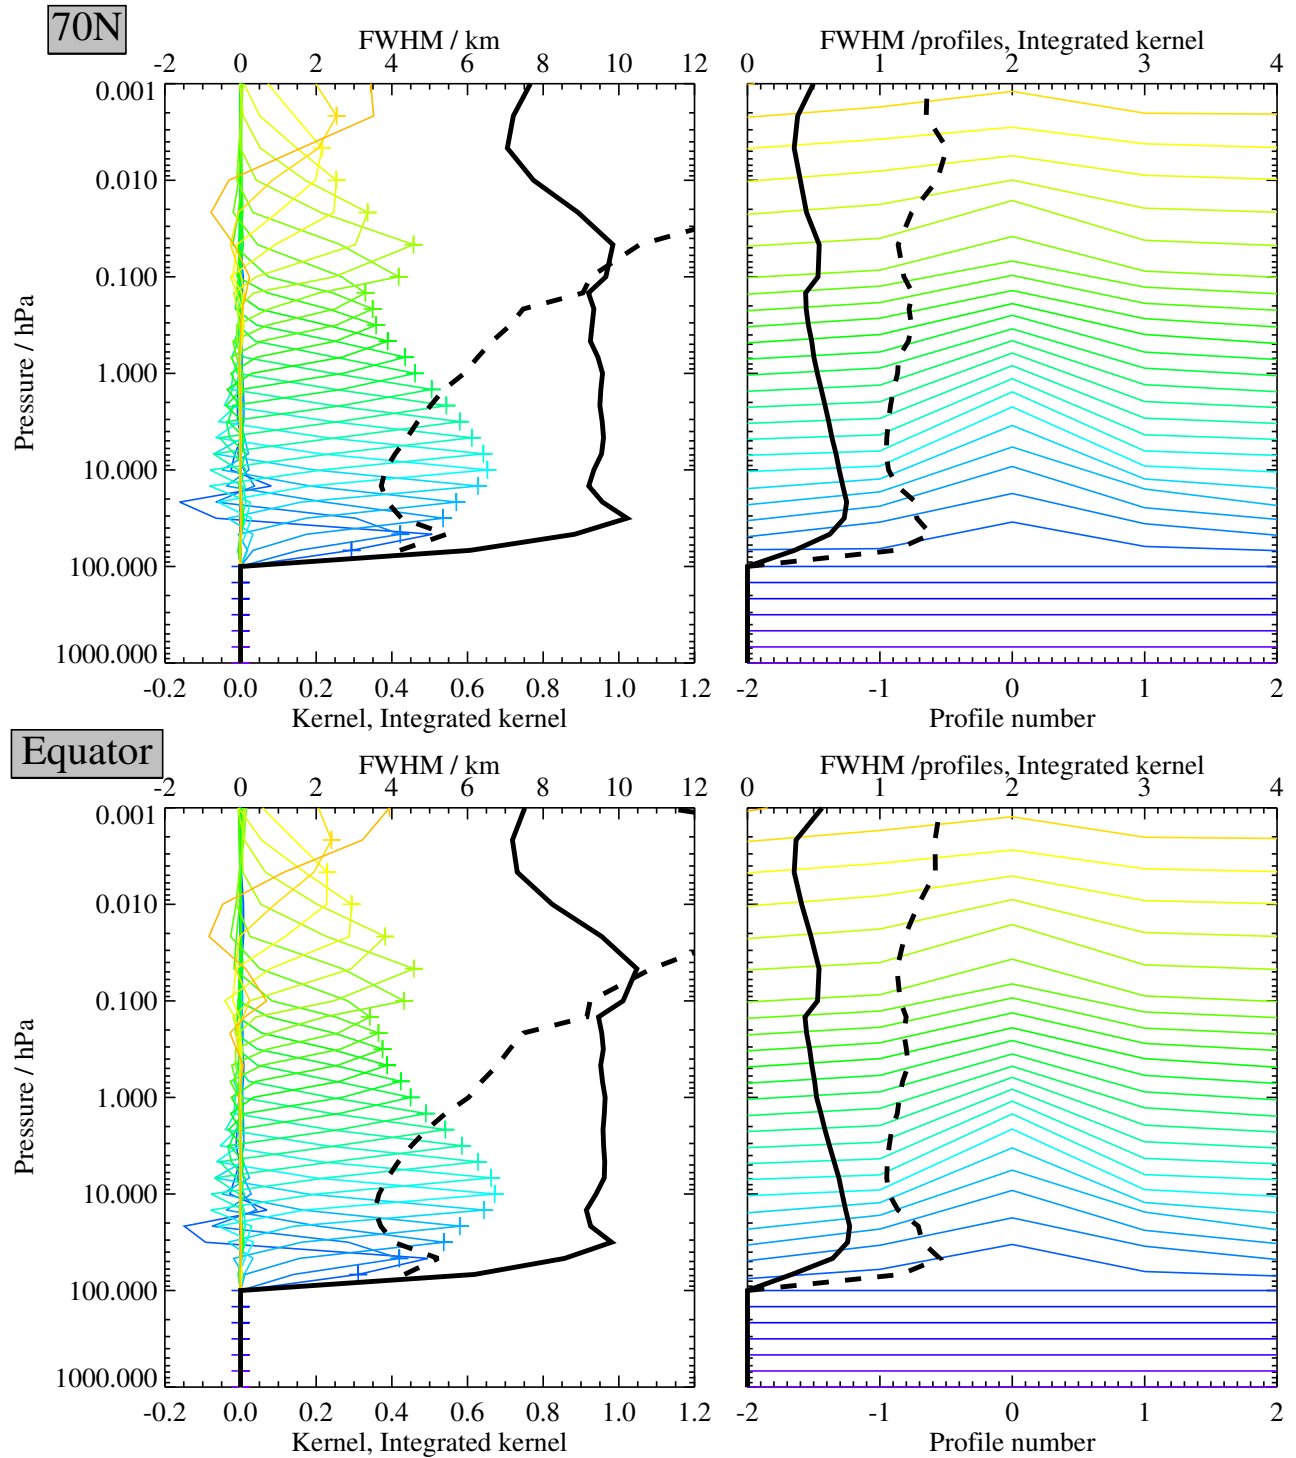 70N
FWHM / km
-2 0 2 4 6 8 10 12
0.001
0.010
0.100
1.000
10.000
100.000
1000.000
Pressure / hPa
-0.2 0.0 0.2 0.4 0.6 0.8 1.0 1.2
Kernel, Integrated kernel
FWHM /profiles, Integrated kernel
0 1 2 3 4
-2 -1 0 1 2
Profile number
Equator
FWHM / km
-2 0 2 4 6 8 10 12
0.001
0.010
0.100
1.000
10.000
100.000
1000.000
Pressure / hPa
-0.2 0.0 0.2 0.4 0.6 0.8 1.0 1.2
Kernel, Integrated kernel
FWHM /profiles, Integrated kernel
0 1 2 3 4
-2 -1 0 1 2
Profile number